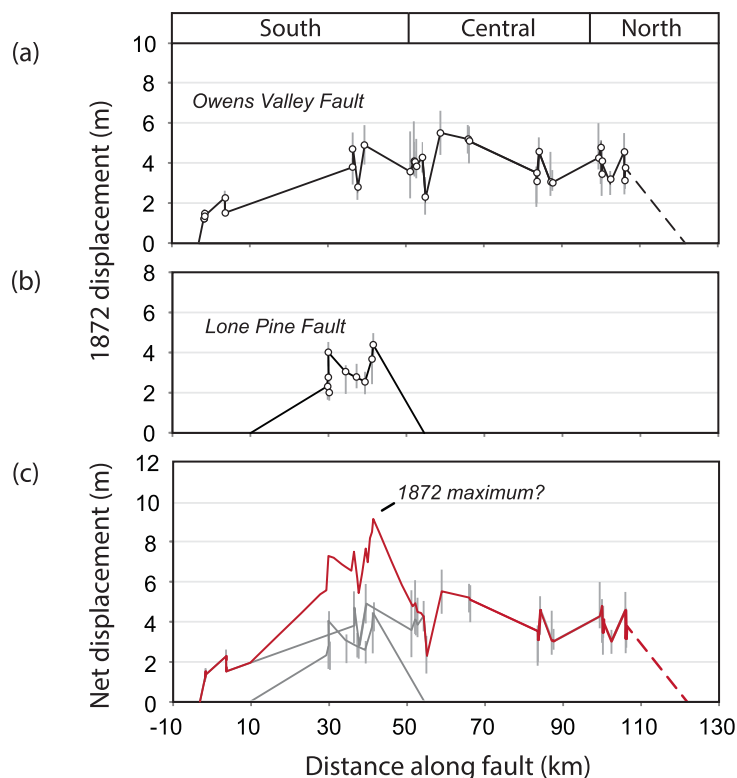 South Central North
(a)
10
8
6
4
2
0
Owens Valley Fault
1872 displacement (m)
(b)
8
6
4
2
0
Lone Pine Fault
(c)
12
10
8
6
4
2
0
Net displacement (m)
1872 maximum?
-10 10 30 50 70 90 110 130
Distance along fault (km)